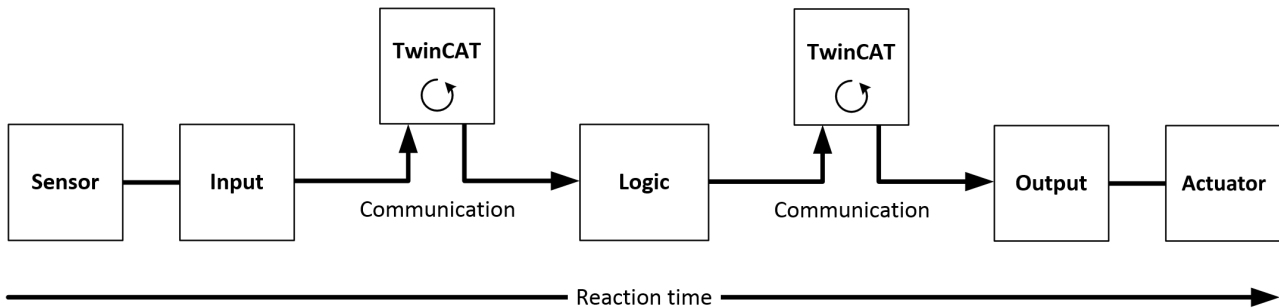 TwinCAT
TwinCAT
Sensor
Input
Logic
Output
Actuator
Communication
Communication
Reaction time